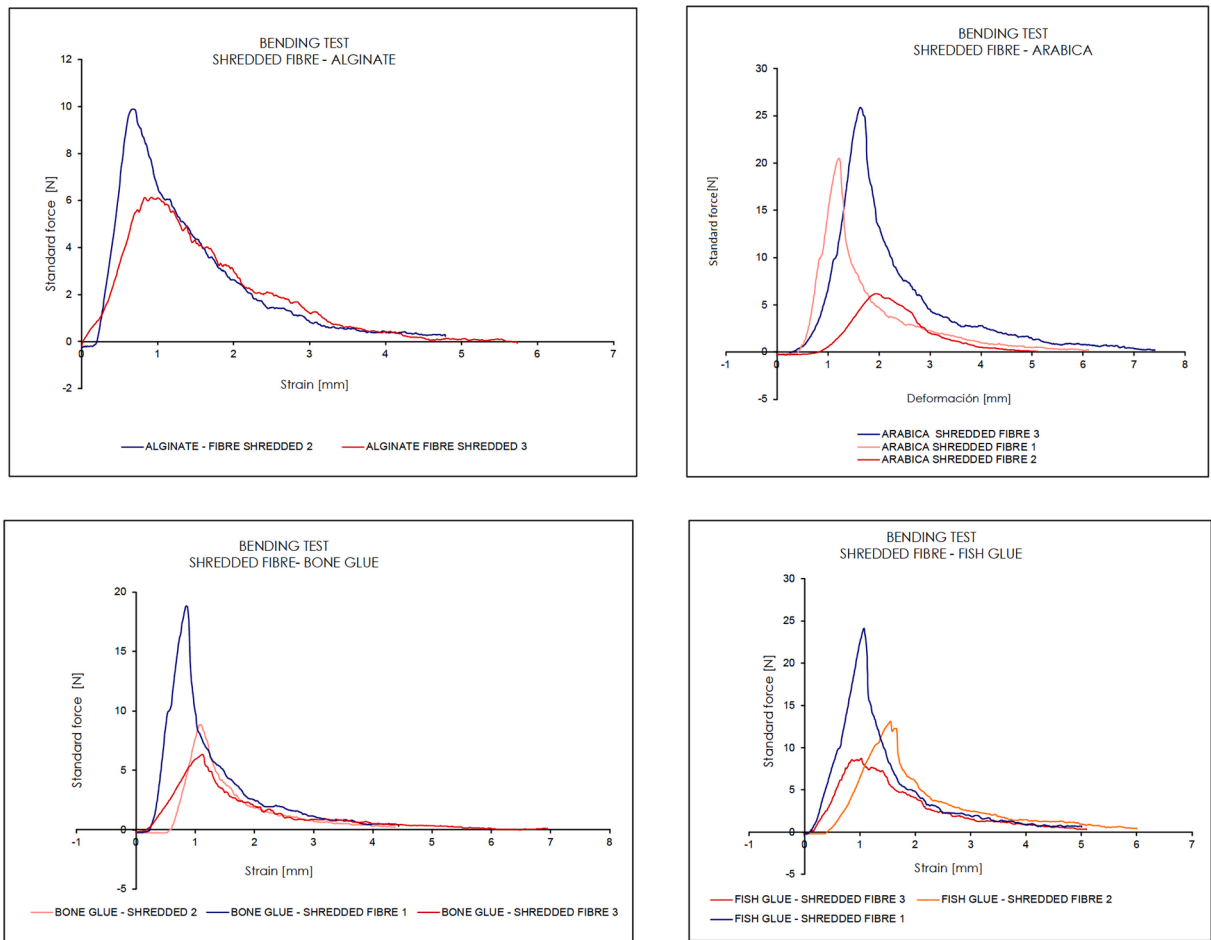 BENDING TEST
SHREDDED FIBRE - ALGINATE
12
10
8
6
4
2
0
-2
0
1
2
3
4
5
6
7
Standard force [N]
Strain [mm]
ALGINATE - FIBRE SHREDDED 2
ALGINATE FIBRE SHREDDED 3
BENDING TEST
SHREDDED FIBRE - ARABICA
30
25
20
15
10
5
0
-5
-1
0
1
2
3
4
5
6
7
8
Standard force[N]
Deformación [mm]
ARABICA SHREDDED FIBRE 3
ARABICA SHREDDED FIBRE 1
ARABICA SHREDDED FIBRE 2
BENDING TEST
SHREDDED FIBRE- BONE GLUE
20
15
10
5
0
-5
-1
0
1
2
3
4
5
6
7
8
Standard force [N]
Strain [mm]
BONE GLUE - SHREDDED 2
BONE GLUE - SHREDDED FIBRE 1
BONE GLUE - SHREDDED FIBRE 3
BENDING TEST
SHREDDED FIBRE - FISH GLUE
30
25
20
15
10
5
0
-5
-1
0
1
2
3
4
5
6
7
Standard force [N]
Strain [mm]
FISH GLUE - SHREDDED FIBRE 3
FISH GLUE - SHREDDED FIBRE 2
FISH GLUE - SHREDDED FIBRE 1